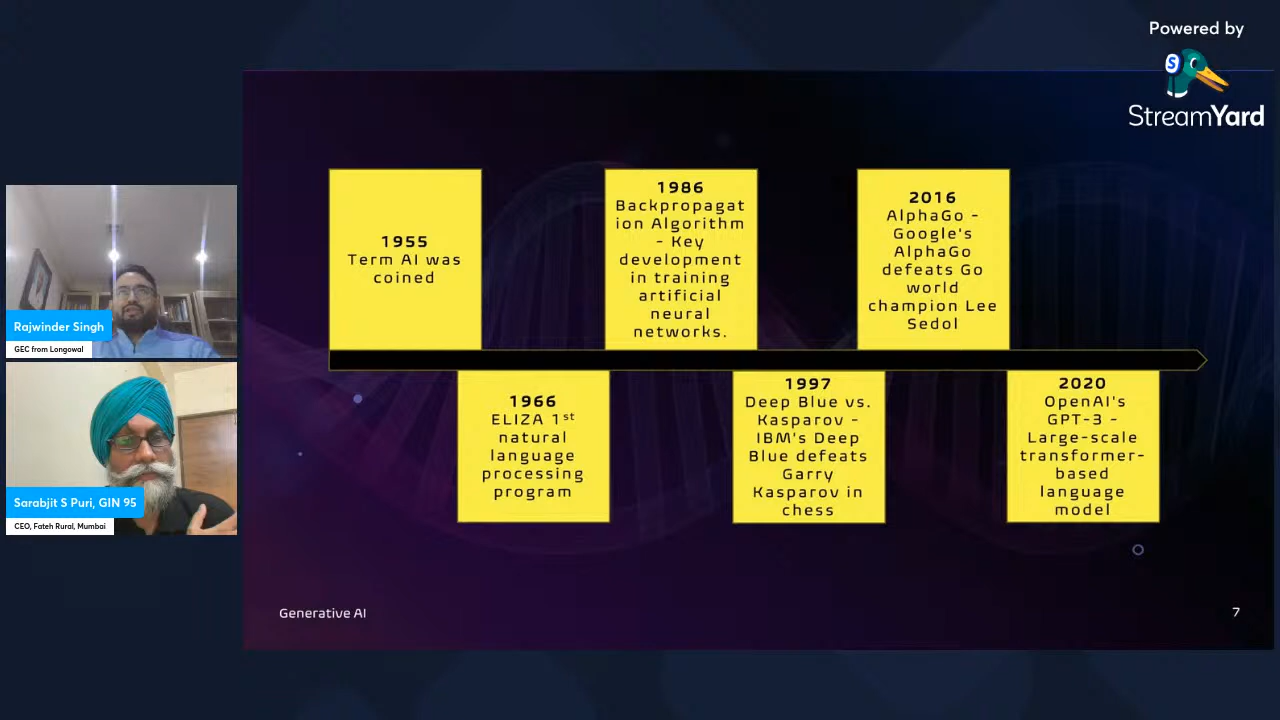 Powered by
S
StreamYard
Rajwinder Singh
GEC from Longowal
Sarabjit S Puri, GIN 95
CEO, Fateh Rural, Mumbai
1955
Term AI was
coined
1986
Backpropagat
ion Algorithm
- Key
development
in training
artificial
neural
networks.
2016
AlphaGo -
Google's
AlphaGo
defeats Go
world
champion Lee
Sedol
1966
ELIZA 1st
natural
language
processing
program
1997
Deep Blue vs.
Kasparov -
IBM's Deep
Blue defeats
Garry
Kasparov in
chess
2020
OpenAI's
GPT-3 -
Large-scale
transformer-
based
language
model
Generative AI
7